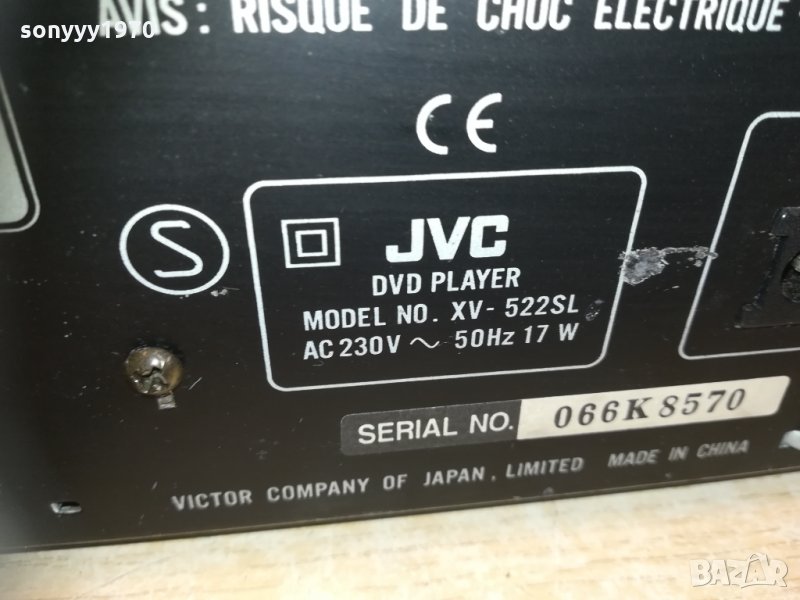 sonyyy1970
AVIS: RISQUE DE CHOC ELECTRIQUE
CE
S
JVC
DVD PLAYER
MODEL NO. XV-522SL
AC 230V ~ 50Hz 17 W
SERIAL NO. 066K8570
VICTOR COMPANY OF JAPAN, LIMITED MADE IN CHINA
BAZAR